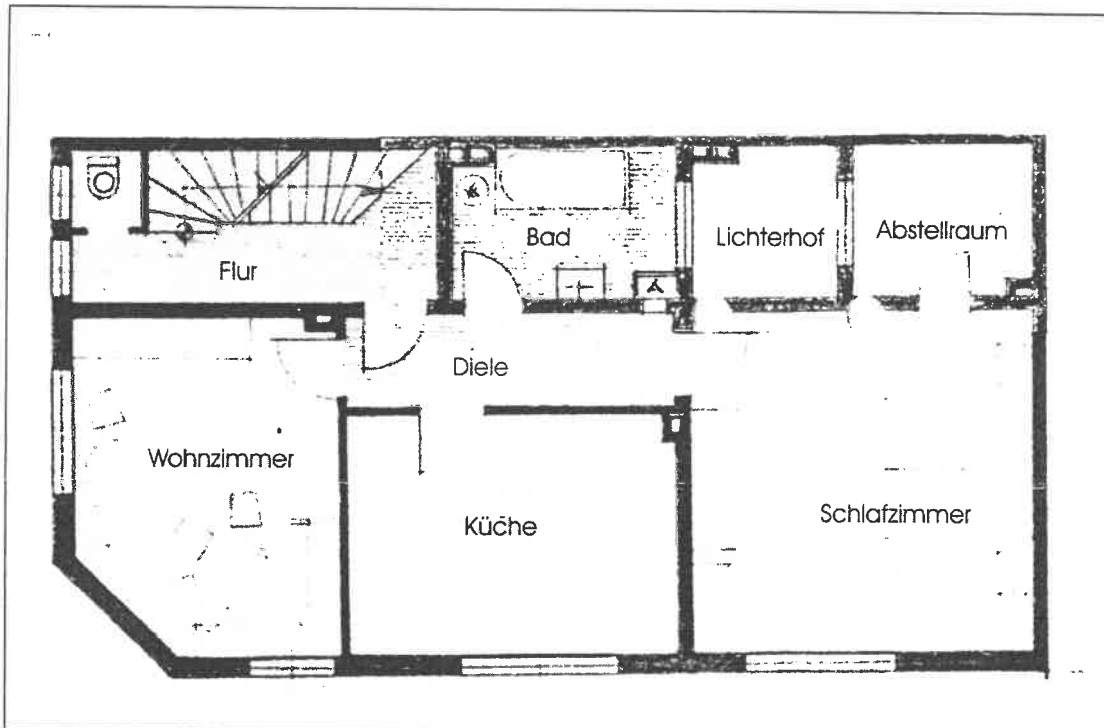 Bad
Lichterhof
Abstellraum
Flur
Diele
Wohnzimmer
Küche
Schlafzimmer